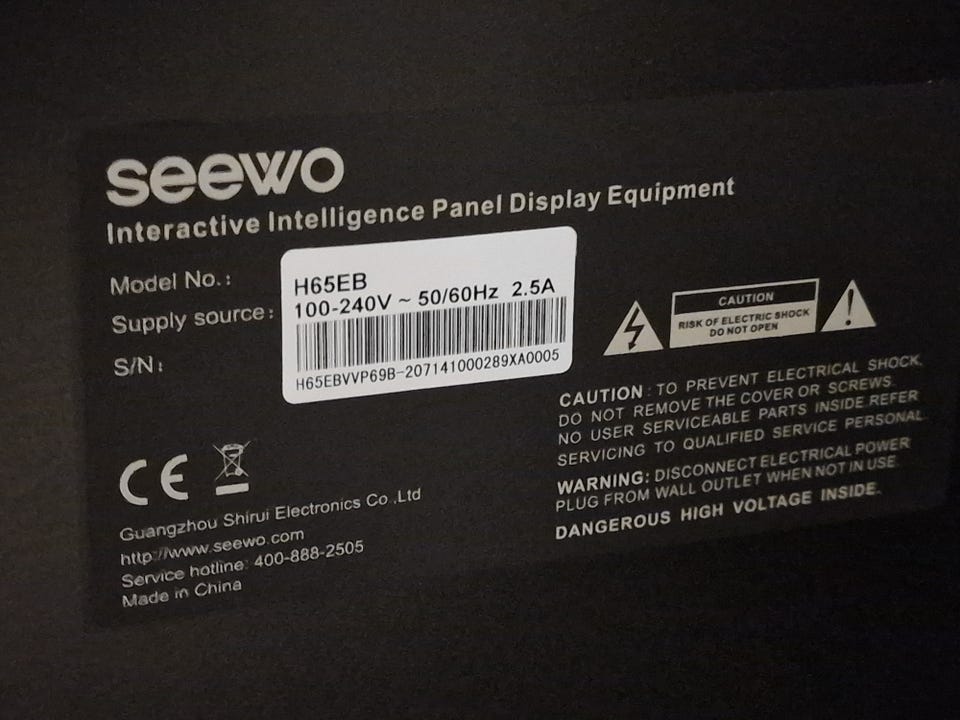 seewo
Interactive Intelligence Panel Display Equipment
Model No.: H65EB
Supply source: 100-240V ~ 50/60Hz 2.5A
S/N: H65EBVVP69B-207141000289XA0005
CAUTION
RISK OF ELECTRIC SHOCK
DO NOT OPEN
CAUTION: TO PREVENT ELECTRICAL SHOCK,
DO NOT REMOVE THE COVER OR SCREWS.
NO USER SERVICEABLE PARTS INSIDE.REFER
SERVICING TO QUALIFIED SERVICE PERSONAL.
WARNING: DISCONNECT ELECTRICAL POWER
PLUG FROM WALL OUTLET WHEN NOT IN USE.
DANGEROUS HIGH VOLTAGE INSIDE.
CE
Guangzhou Shirui Electronics Co.,Ltd
http://www.seewo.com
Service hotline: 400-888-2505
Made in China